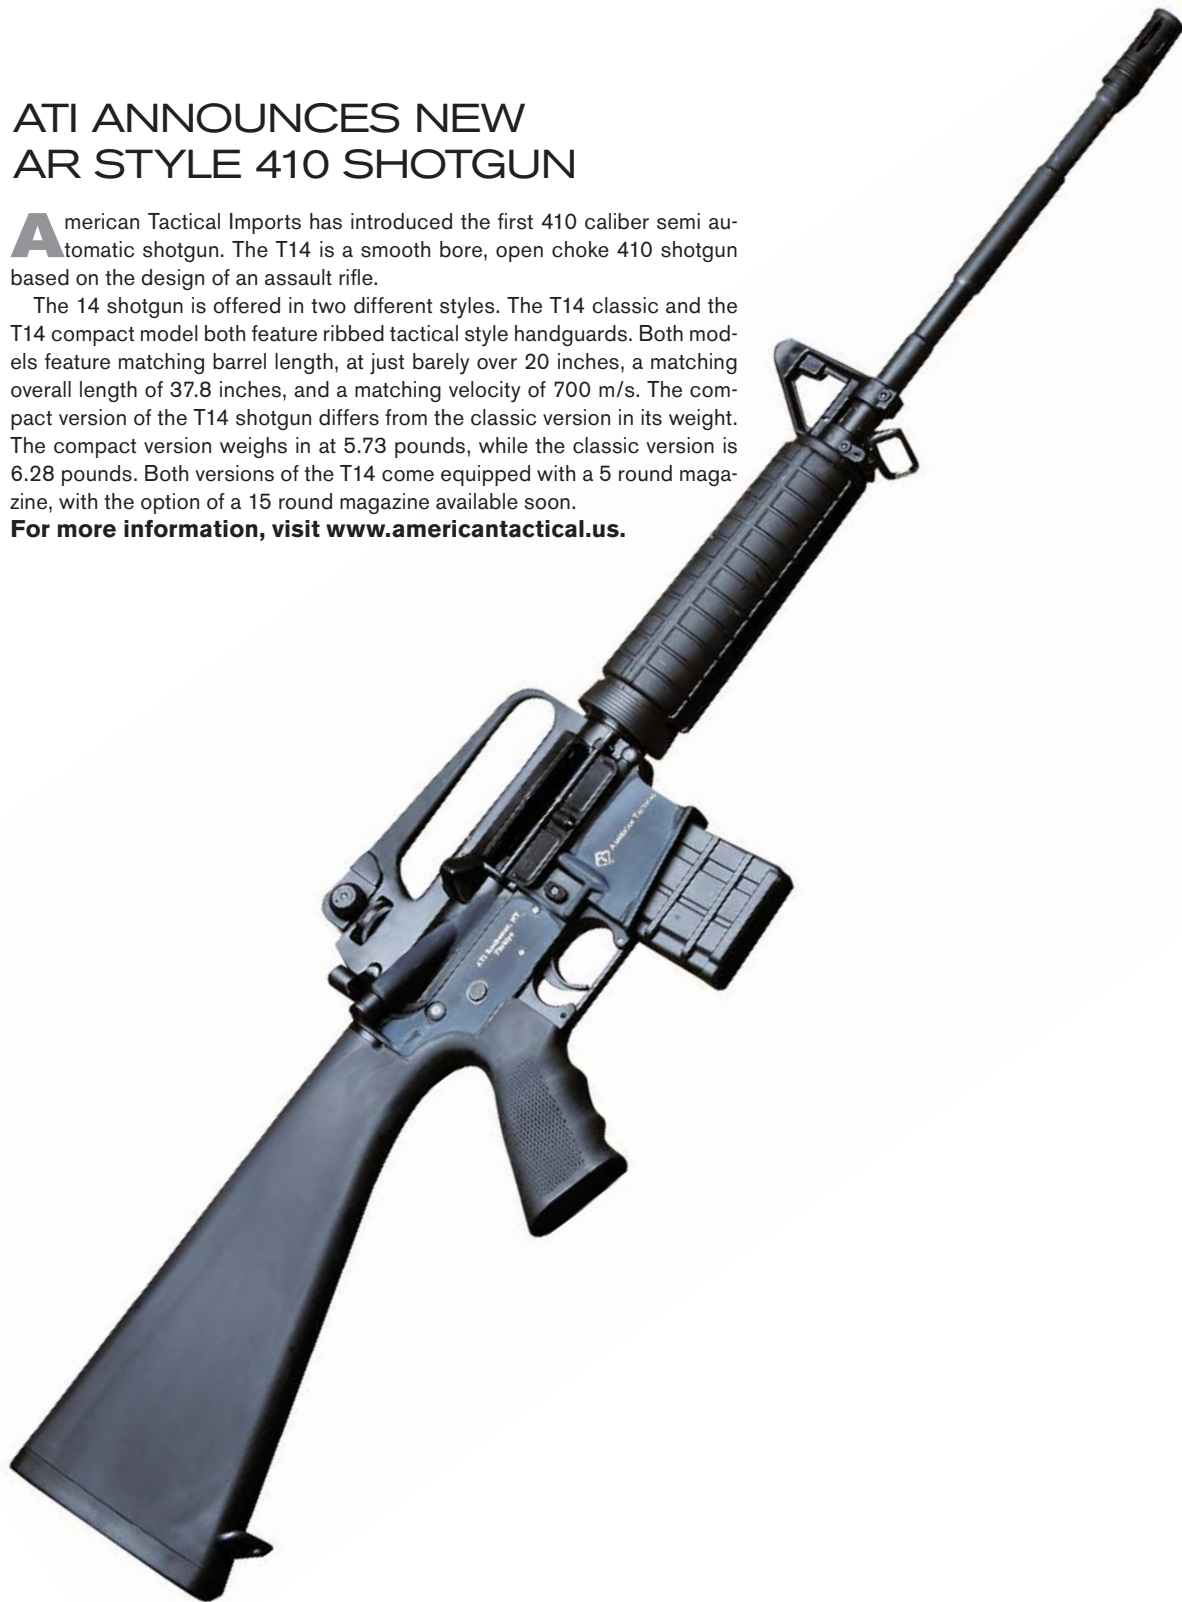 ATI ANNOUNCES NEW
AR STYLE 410 SHOTGUN
American Tactical Imports has introduced the first 410 caliber semi au-
tomatic shotgun. The T14 is a smooth bore, open choke 410 shotgun
based on the design of an assault rifle.
The 14 shotgun is offered in two different styles. The T14 classic and the
T14 compact model both feature ribbed tactical style handguards. Both mod-
els feature matching barrel length, at just barely over 20 inches, a matching
overall length of 37.8 inches, and a matching velocity of 700 m/s. The com-
pact version of the T14 shotgun differs from the classic version in its weight.
The compact version weighs in at 5.73 pounds, while the classic version is
6.28 pounds. Both versions of the T14 come equipped with a 5 round maga-
zine, with the option of a 15 round magazine available soon.
For more information, visit www.americantactical.us.
AMERICAN TACTICAL
ATI